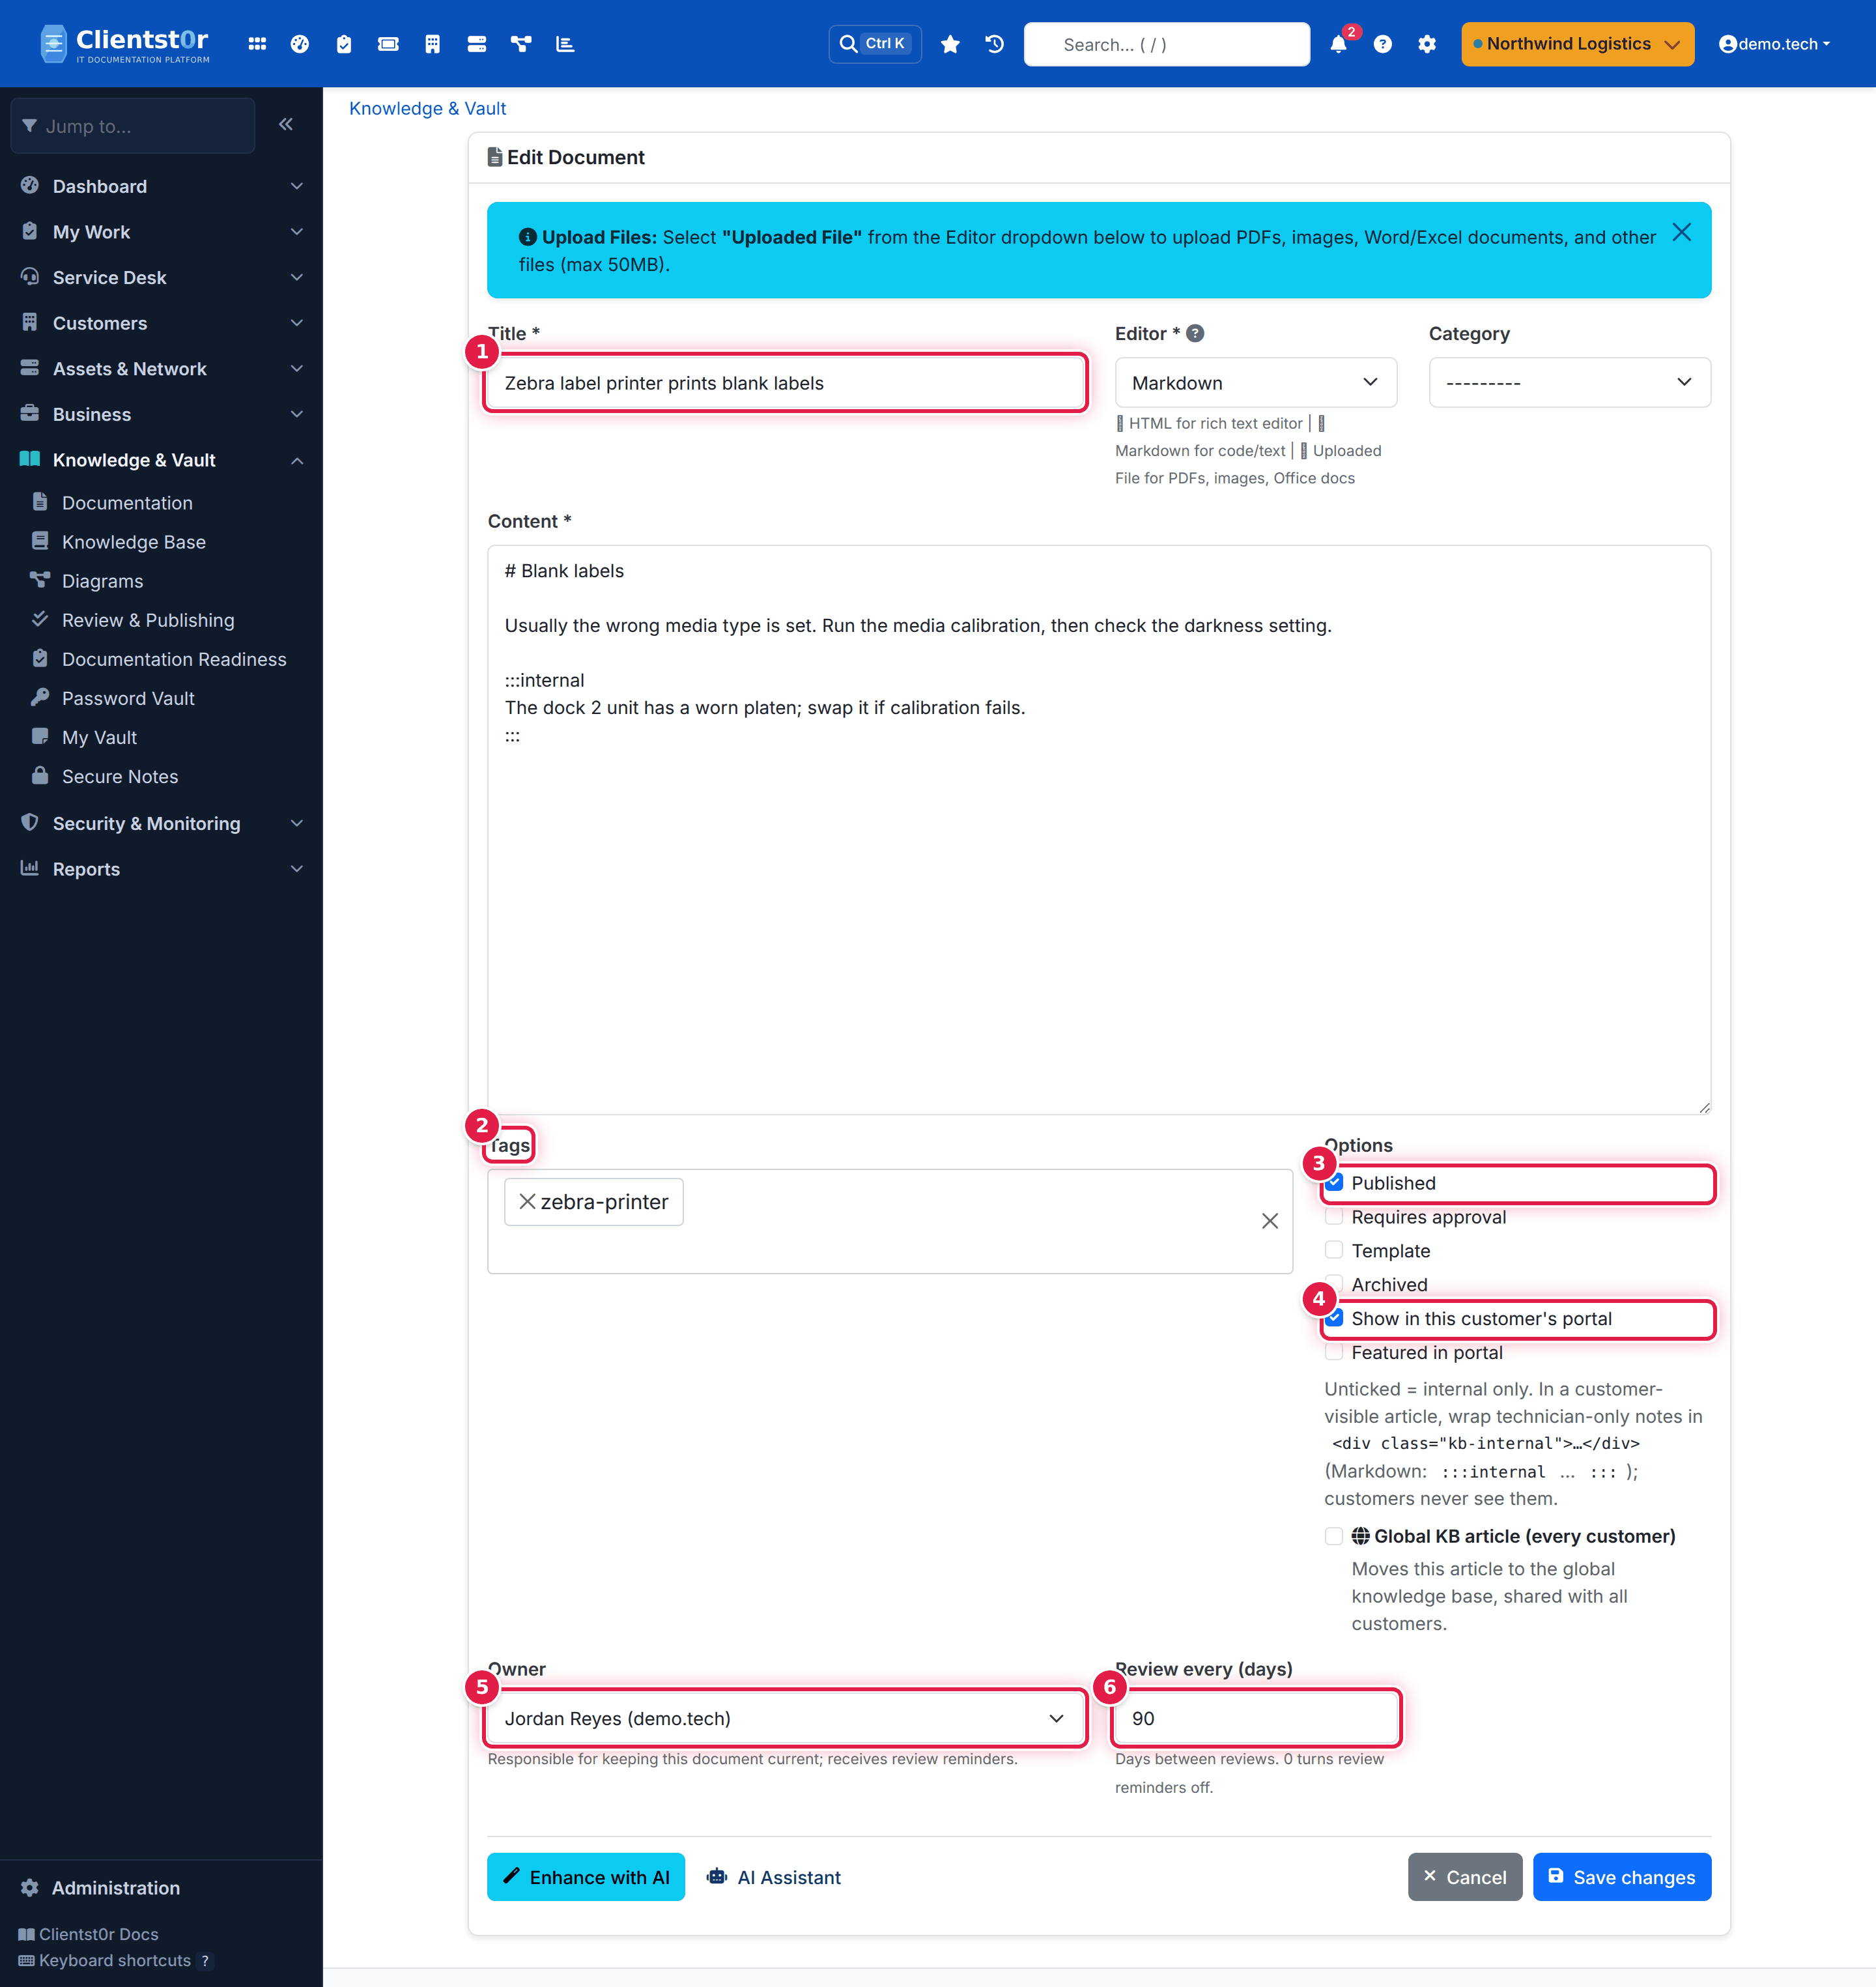 Clientst0r
IT DOCUMENTATION PLATFORM
Ctrl K
Search... ( / )
2
Northwind Logistics
demo.tech
Jump to...
Dashboard
My Work
Service Desk
Customers
Assets & Network
Business
Knowledge & Vault
Documentation
Knowledge Base
Diagrams
Review & Publishing
Documentation Readiness
Password Vault
My Vault
Secure Notes
Security & Monitoring
Reports
Administration
Clientst0r Docs
Keyboard shortcuts ?
Knowledge & Vault
Edit Document
Upload Files: Select "Uploaded File" from the Editor dropdown below to upload PDFs, images, Word/Excel documents, and other
files (max 50MB).
Title *
1
Zebra label printer prints blank labels
Editor * ?
Markdown
HTML for rich text editor |
Markdown for code/text | Uploaded
File for PDFs, images, Office docs
Category
---------
Content *
# Blank labels
Usually the wrong media type is set. Run the media calibration, then check the darkness setting.
:::internal
The dock 2 unit has a worn platen; swap it if calibration fails.
:::
2
Tags
zebra-printer
Options
3
Published
Requires approval
Template
Archived
4
Show in this customer's portal
Featured in portal
Unticked = internal only. In a customer-
visible article, wrap technician-only notes in
<div class="kb-internal">…</div>
(Markdown: :::internal … ::: );
customers never see them.
Global KB article (every customer)
Moves this article to the global
knowledge base, shared with all
customers.
Owner
5
Jordan Reyes (demo.tech)
Responsible for keeping this document current; receives review reminders.
Review every (days)
6
90
Days between reviews. 0 turns review
reminders off.
Enhance with AI
AI Assistant
Cancel
Save changes